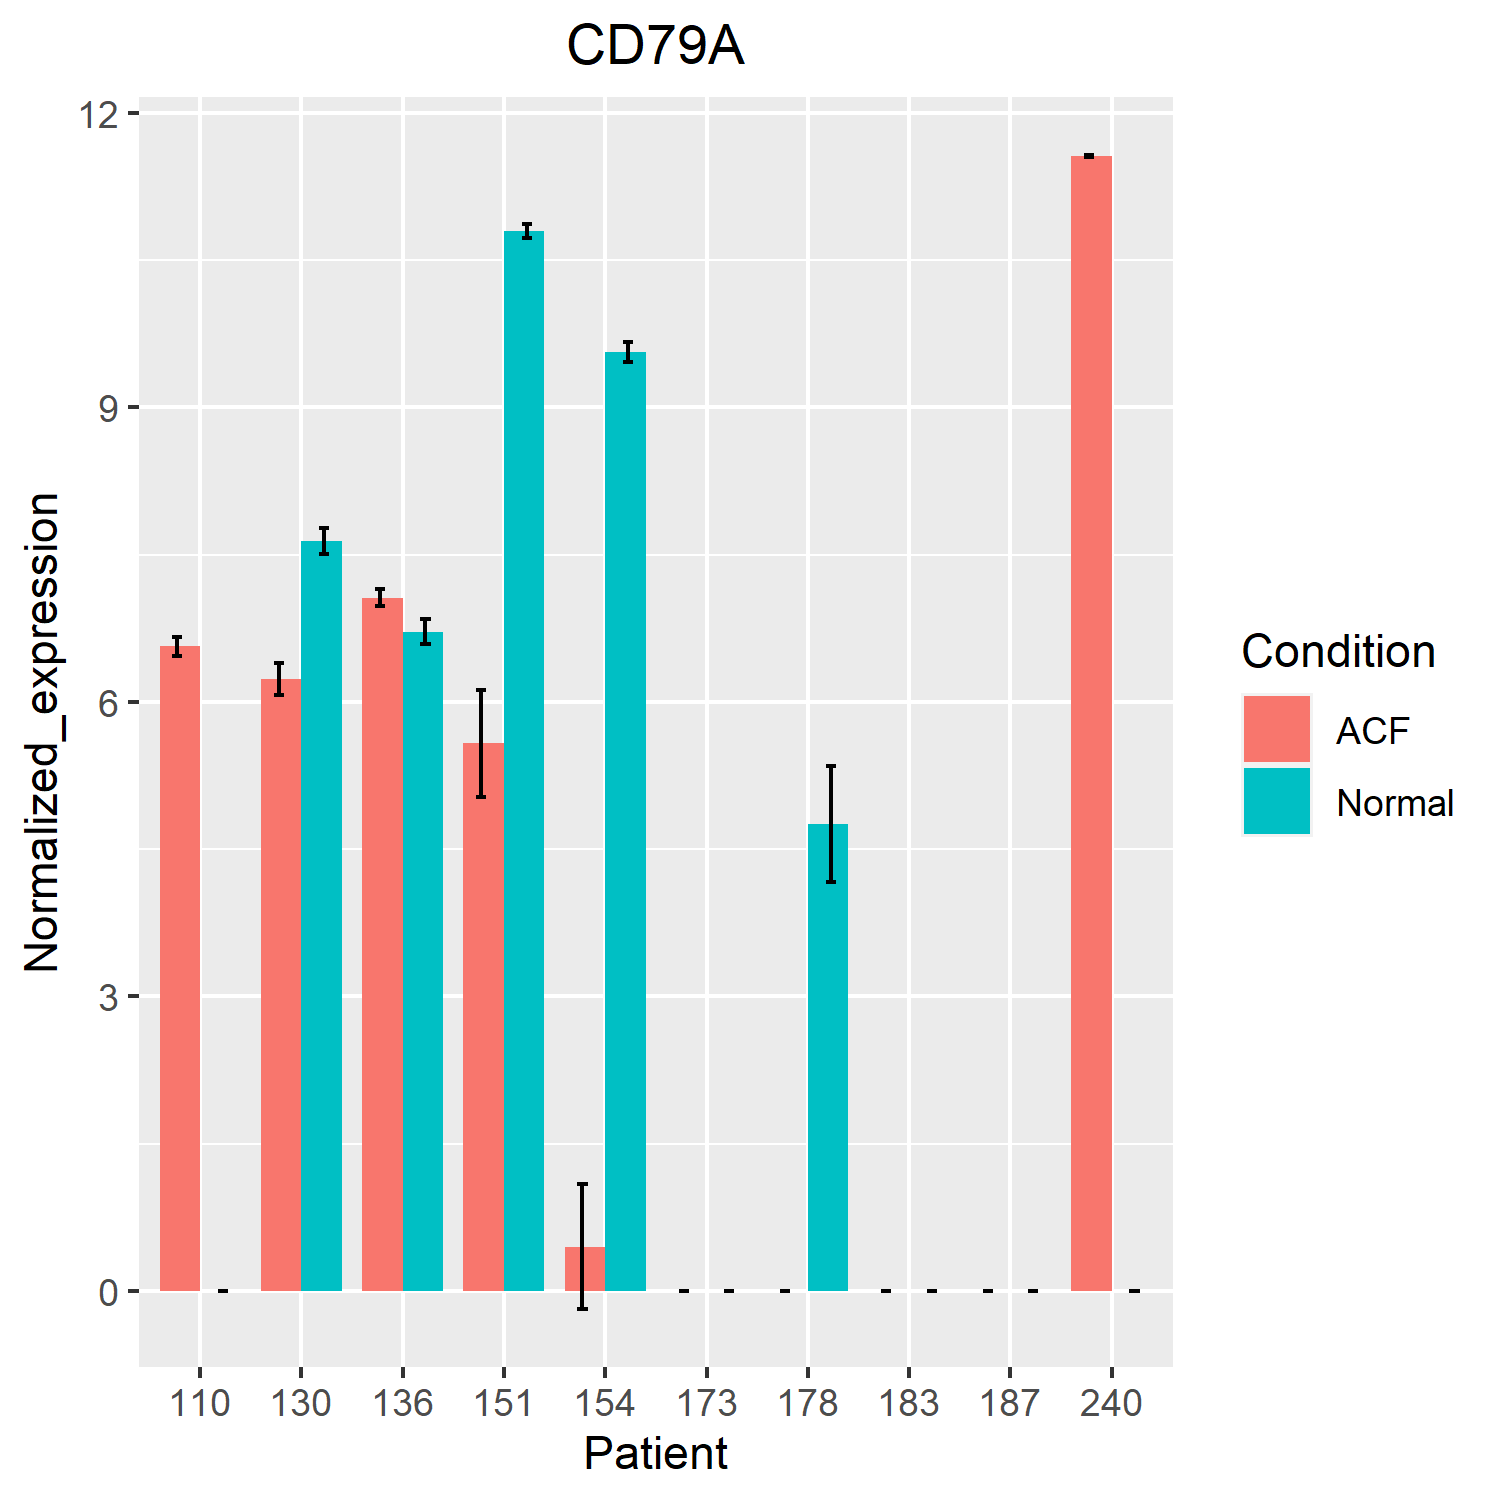 CD79A
12
9
6
3
0
Normalized_expression
110 130 136 151 154 173 178 183 187 240
Patient
Condition
ACF
Normal